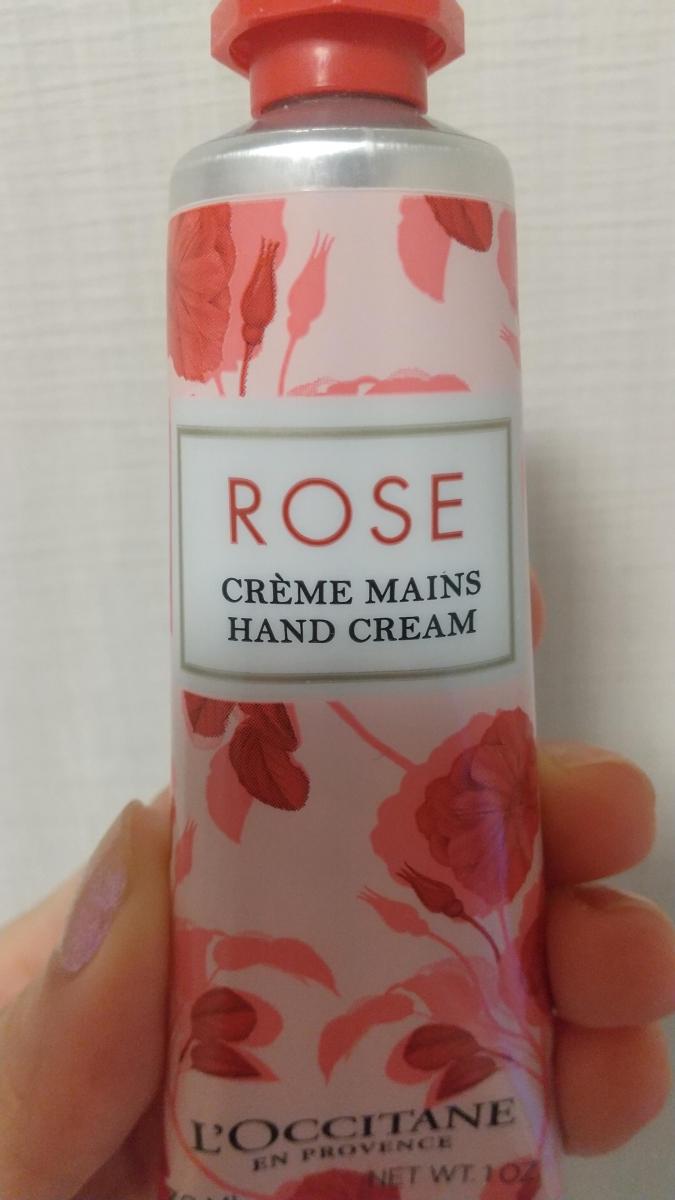 ROSE
CRÈME MAINS
HAND CREAM
L'OCCITANE
EN PROVENCE
NET WT. 1 OZ